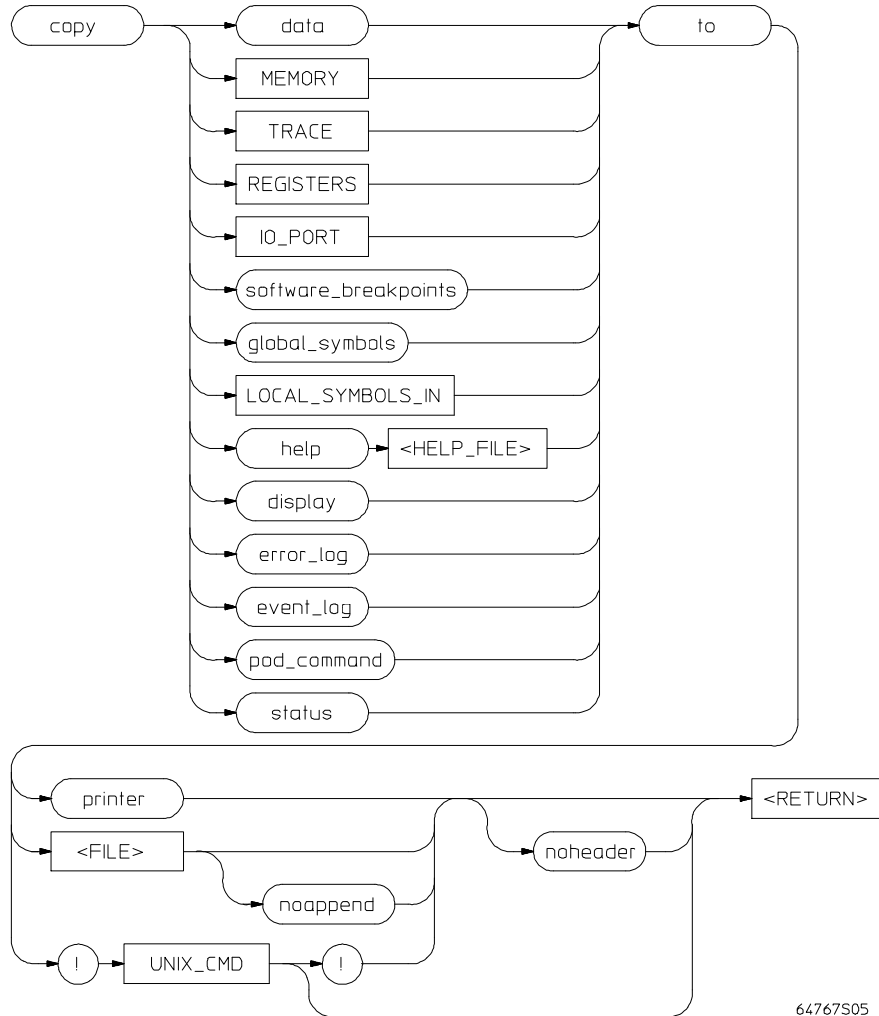 copy data to
MEMORY
TRACE
REGISTERS
IO_PORT
software_breakpoints
global_symbols
LOCAL_SYMBOLS_IN
help <HELP_FILE>
display
error_log
event_log
pod_command
status
printer <RETURN>
<FILE> noheader
noappend
! UNIX_CMD !
64767S05